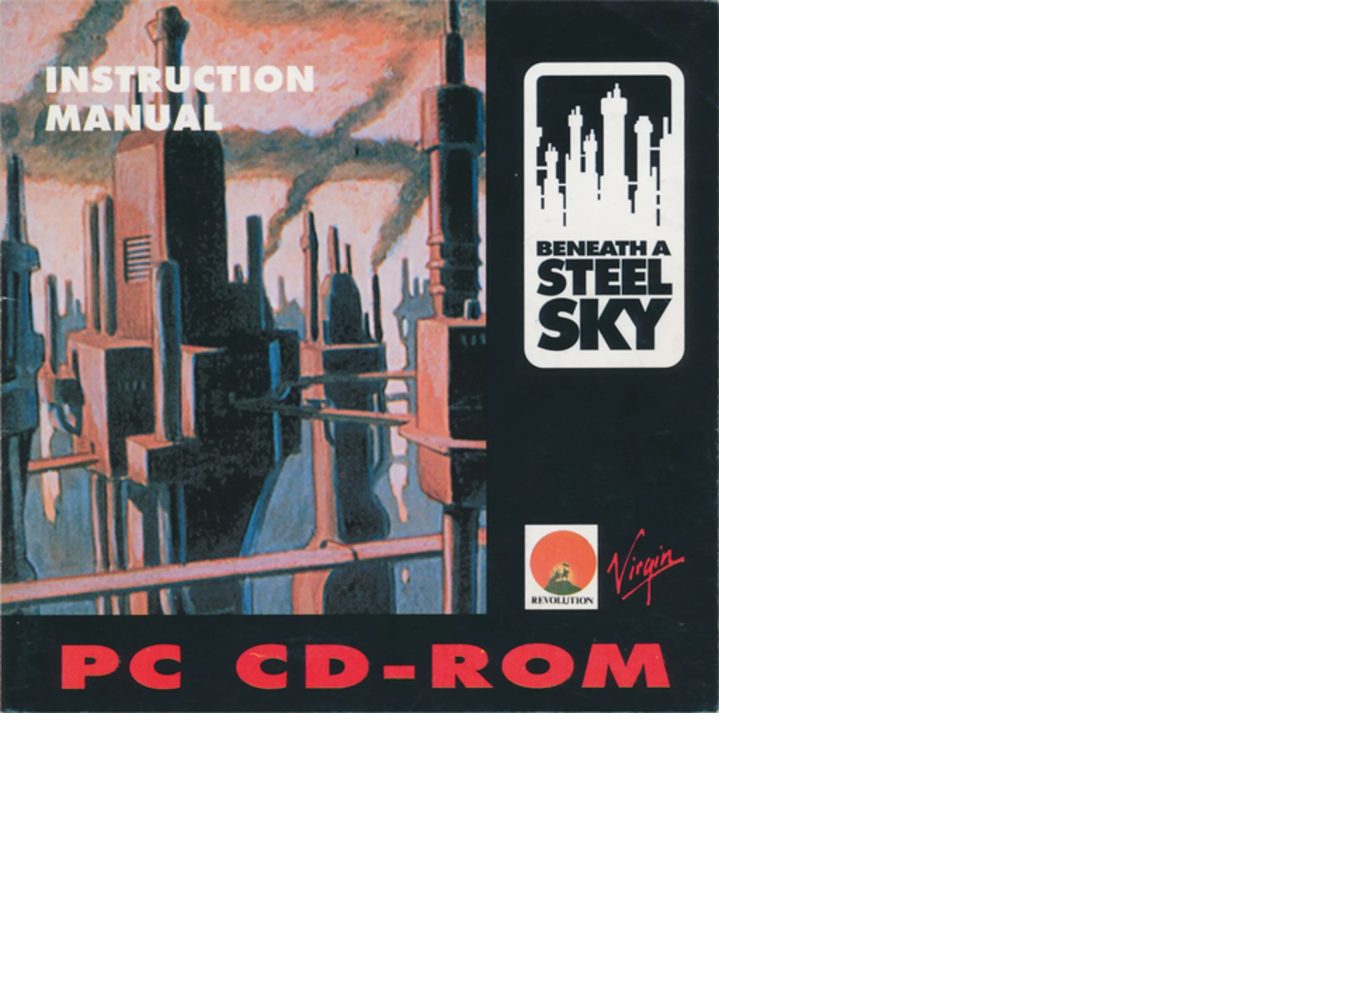 INSTRUCTION
MANUAL
BENEATH A
STEEL
SKY
REVOLUTION
Virgin
PC CD-ROM